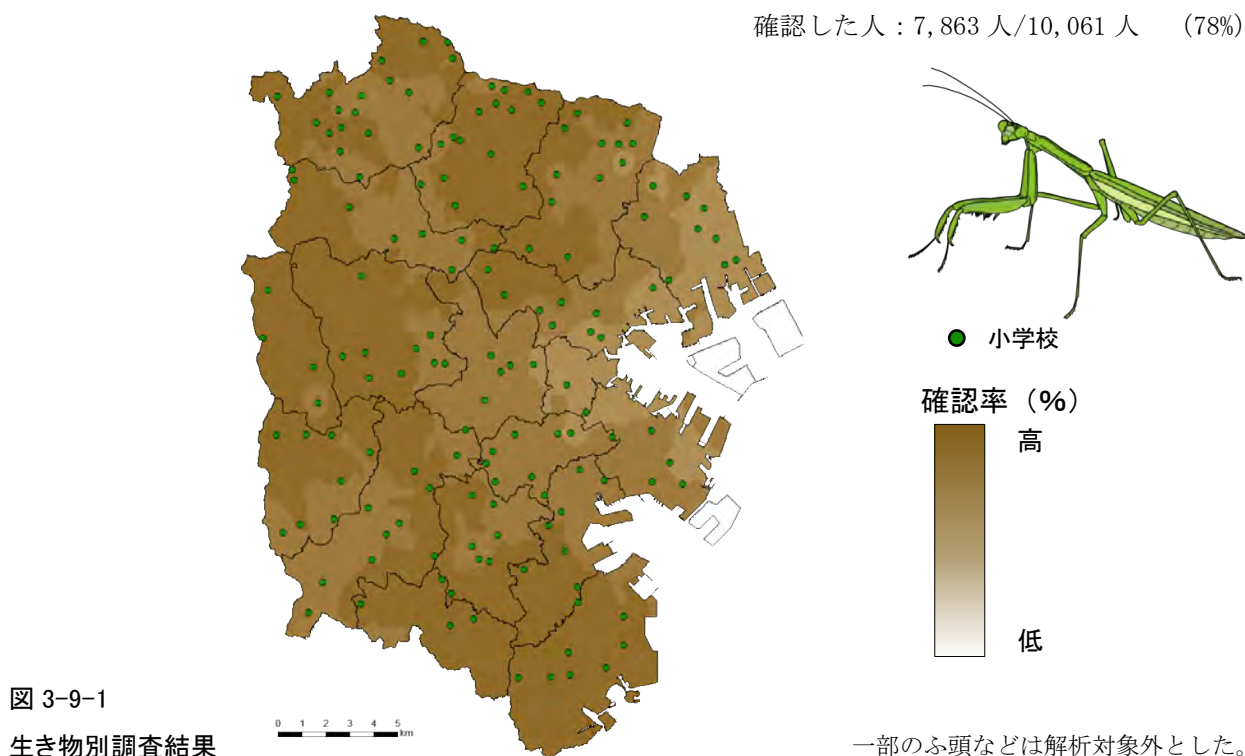 確認した人：7,863 人/10,061 人　(78%)
小学校
確認率（％）
高
低
図 3-9-1
生き物別調査結果
0 1 2 3 4 5
km
一部のふ頭などは解析対象外とした。